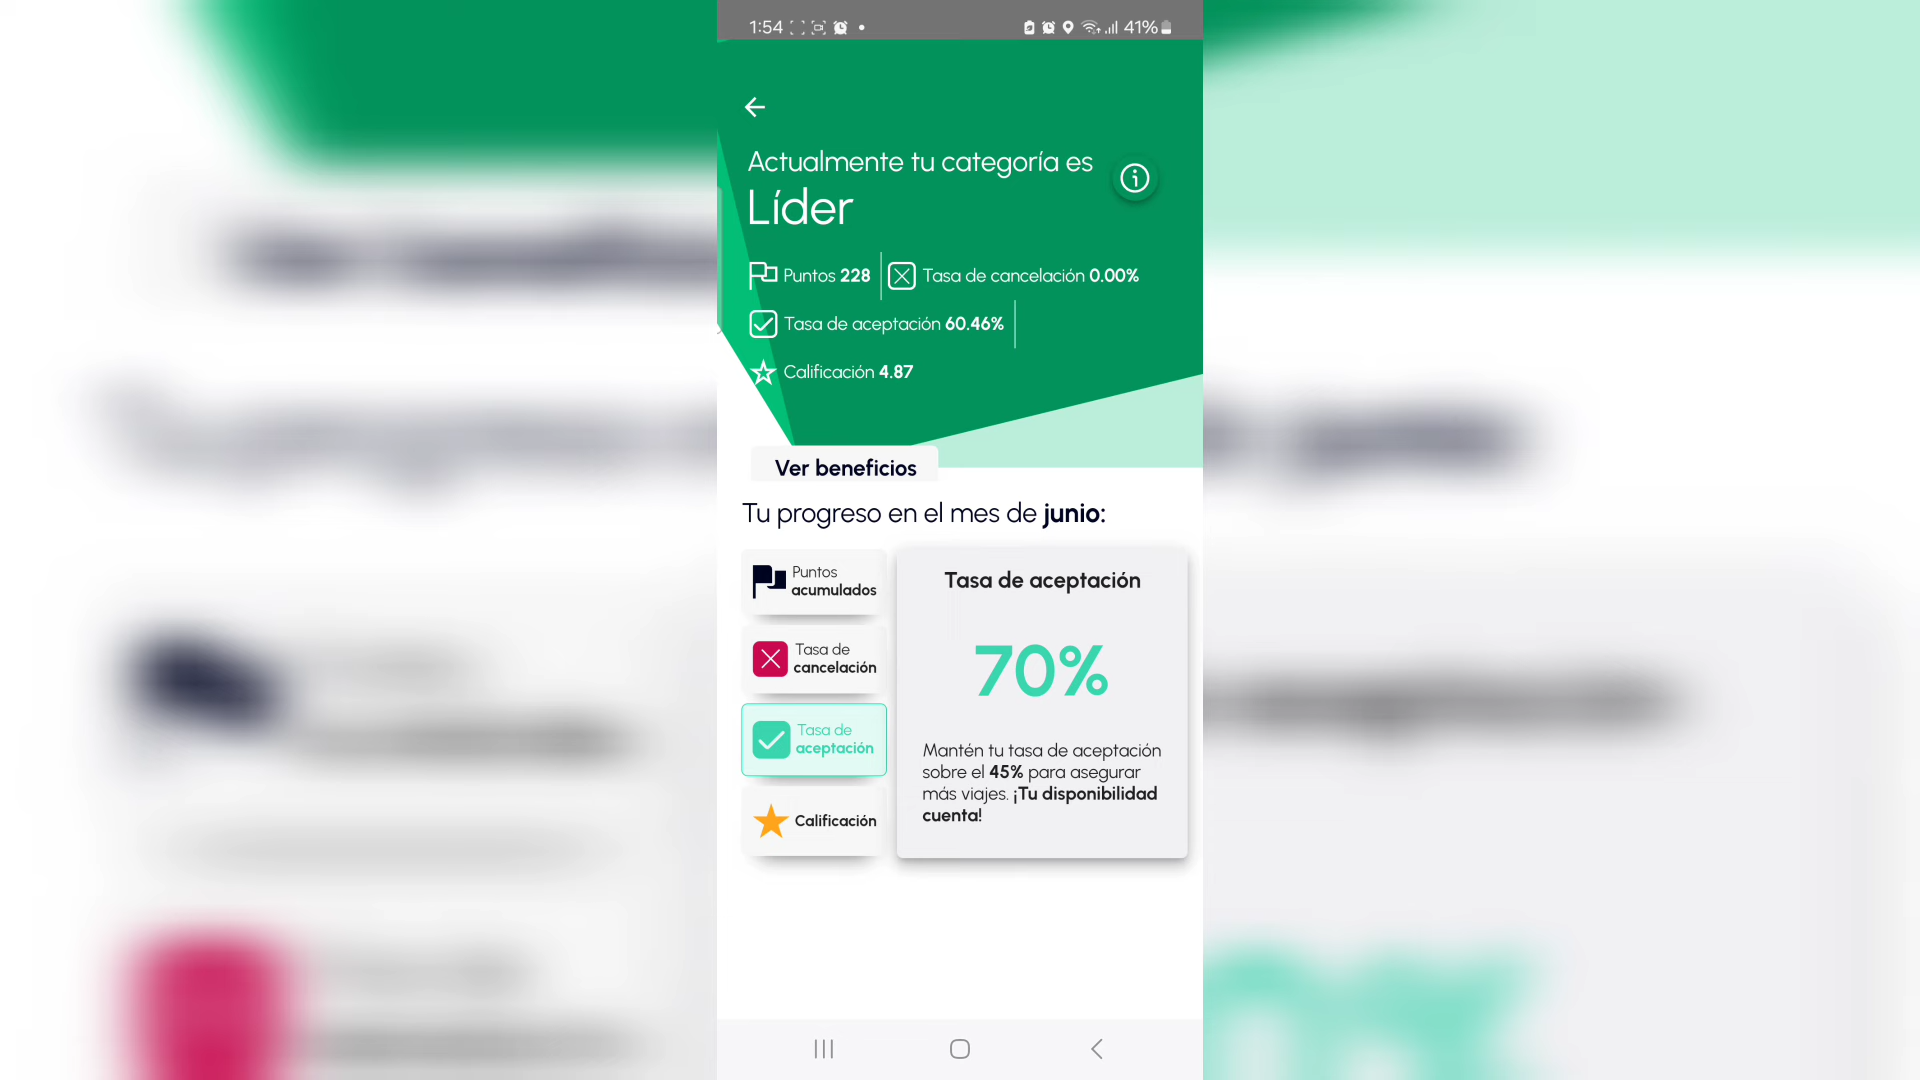 1:54
41%
Actualmente tu categoría es
Líder
Puntos 228
Tasa de cancelación 0.00%
Tasa de aceptación 60.46%
Calificación 4.87
Ver beneficios
Tu progreso en el mes de junio:
Puntos
acumulados
Tasa de
cancelación
Tasa de
aceptación
Calificación
Tasa de aceptación
70%
Mantén tu tasa de aceptación
sobre el 45% para asegurar
más viajes. ¡Tu disponibilidad
cuenta!